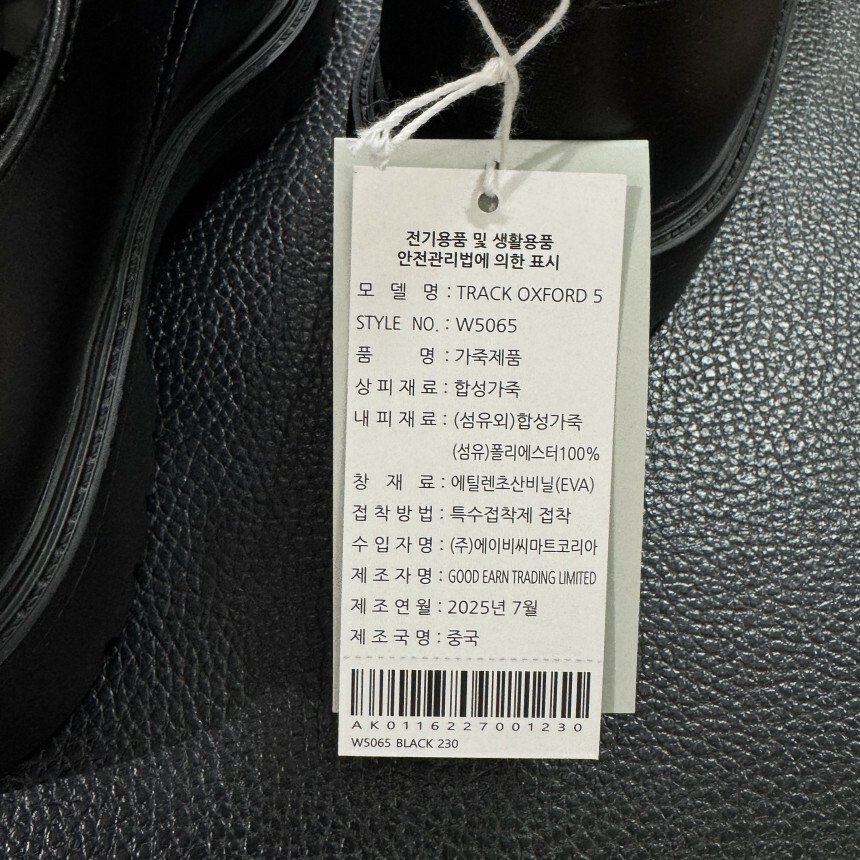 전기용품 및 생활용품
안전관리법에 의한 표시
모 델 명 : TRACK OXFORD 5
STYLE NO. : W5065
품 명 : 가죽제품
상 피 재 료 : 합성가죽
내 피 재 료 : (섬유외)합성가죽
(섬유)폴리에스터100%
창 재 료 : 에틸렌초산비닐(EVA)
접 착 방 법 : 특수접착제 접착
수 입 자 명 : (주)에이비씨마트코리아
제 조 자 명 : GOOD EARN TRADING LIMITED
제 조 연 월 : 2025년 7월
제 조 국 명 : 중국
AK0116227001230
W5065 BLACK 230